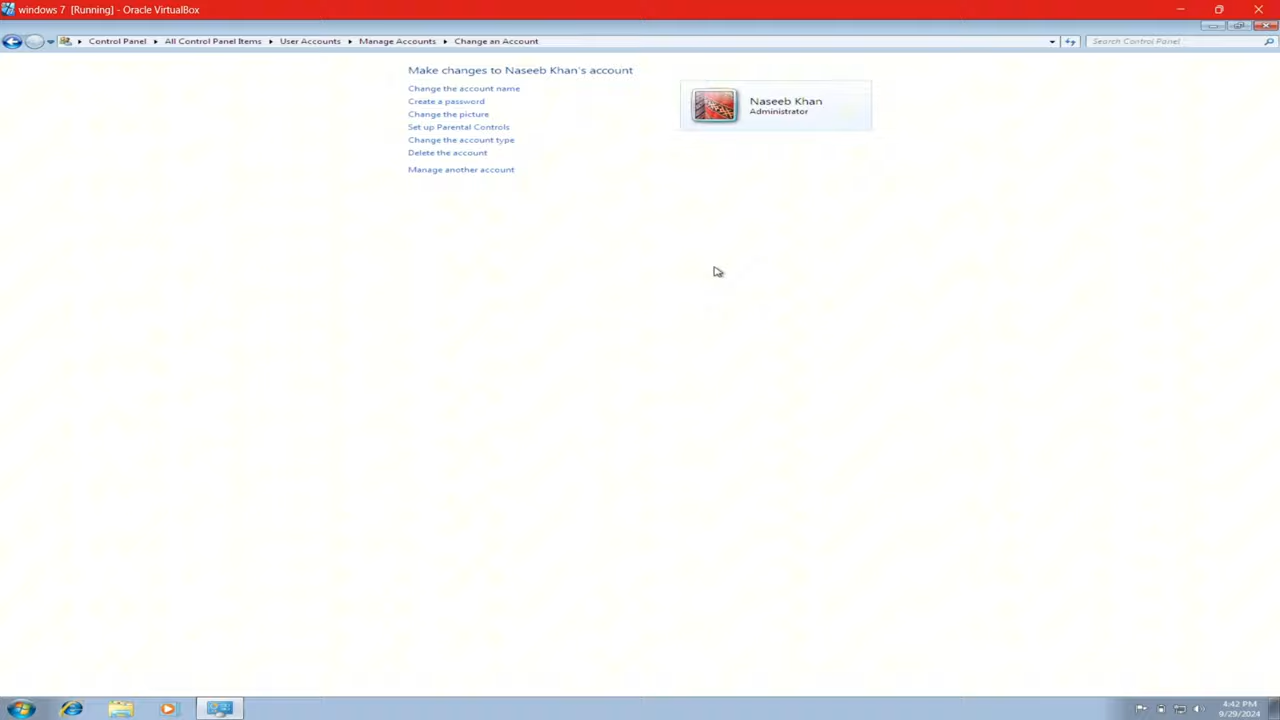 windows 7 [Running] - Oracle VirtualBox
Control Panel
All Control Panel Items
User Accounts
Manage Accounts
Change an Account
Search Control Panel
Make changes to Naseeb Khan's account
Change the account name
Create a password
Change the picture
Set up Parental Controls
Change the account type
Delete the account
Manage another account
Naseeb Khan
Administrator
4:42 PM
9/29/2024